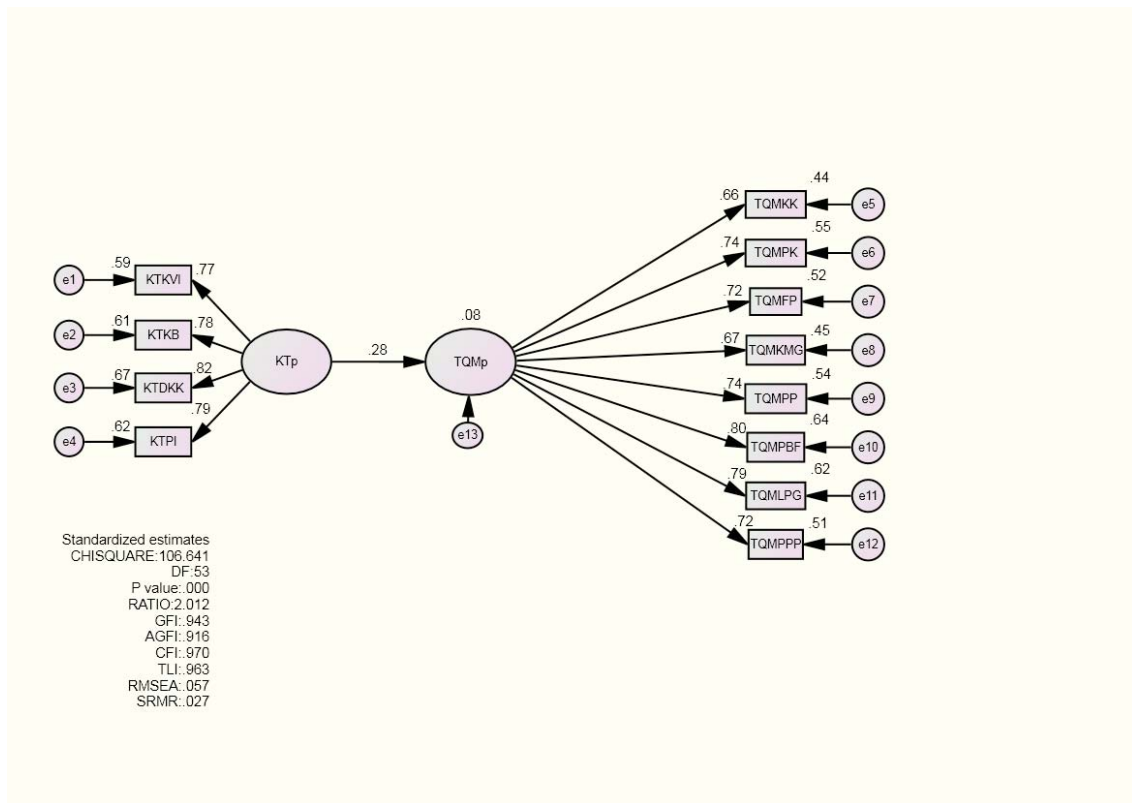 .44
.66
TQMKK
e5
.55
.74
TQMPK
e6
.52
.72
TQMFP
e7
.45
.67
TQMKMG
e8
.54
.74
TQMPP
e9
.64
.80
TQMPBF
e10
.62
.79
TQMLPG
e11
.51
.72
TQMPPP
e12
e1
.59
KTKVI
.77
e2
.61
KTKB
.78
e3
.67
KTDKK
.82
e4
.62
KTPI
.79
KTp
.28
.08
TQMp
e13
Standardized estimates
CHISQUARE:106.641
DF:53
P value:.000
RATIO:2.012
GFI:.943
AGFI:.916
CFI:.970
TLI:.963
RMSEA:.057
SRMR:.027